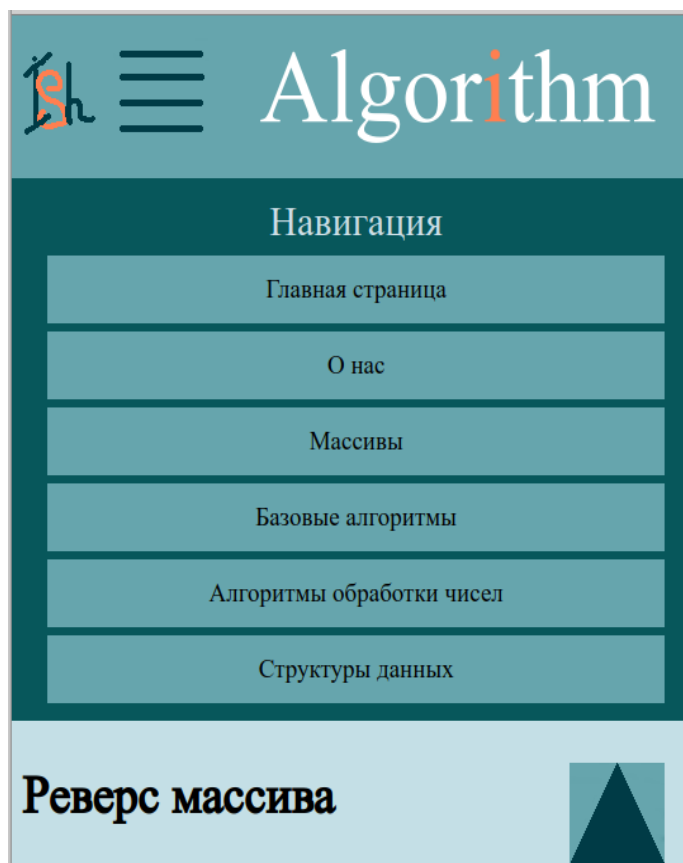 Algorithm
Навигация
Главная страница
О нас
Массивы
Базовые алгоритмы
Алгоритмы обработки чисел
Структуры данных
Реверс массива